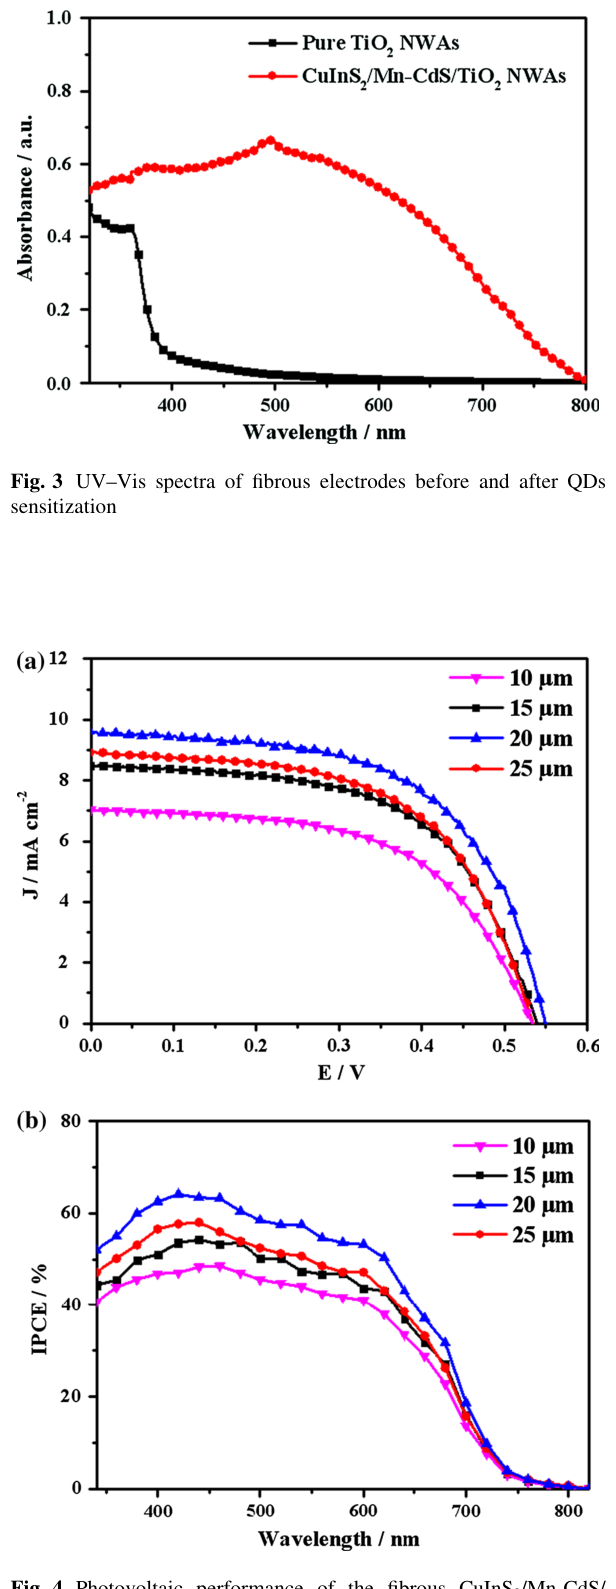 1.0
Pure TiO2 NWAs
CuInS2/Mn-CdS/TiO2 NWAs
0.8
0.6
0.4
0.2
0.0
Absorbance / a.u.
400 500 600 700 800
Wavelength / nm
Fig. 3 UV–Vis spectra of fibrous electrodes before and after QDs
sensitization
(a)
12
10
8
6
4
2
0
J / mA cm-2
10 μm
15 μm
20 μm
25 μm
0.0 0.1 0.2 0.3 0.4 0.5 0.6
E / V
(b)
80
60
40
20
0
IPCE / %
10 μm
15 μm
20 μm
25 μm
400 500 600 700 800
Wavelength / nm
Fig. 4 Photovoltaic performance of the fibrous CuInS2/Mn-CdS/